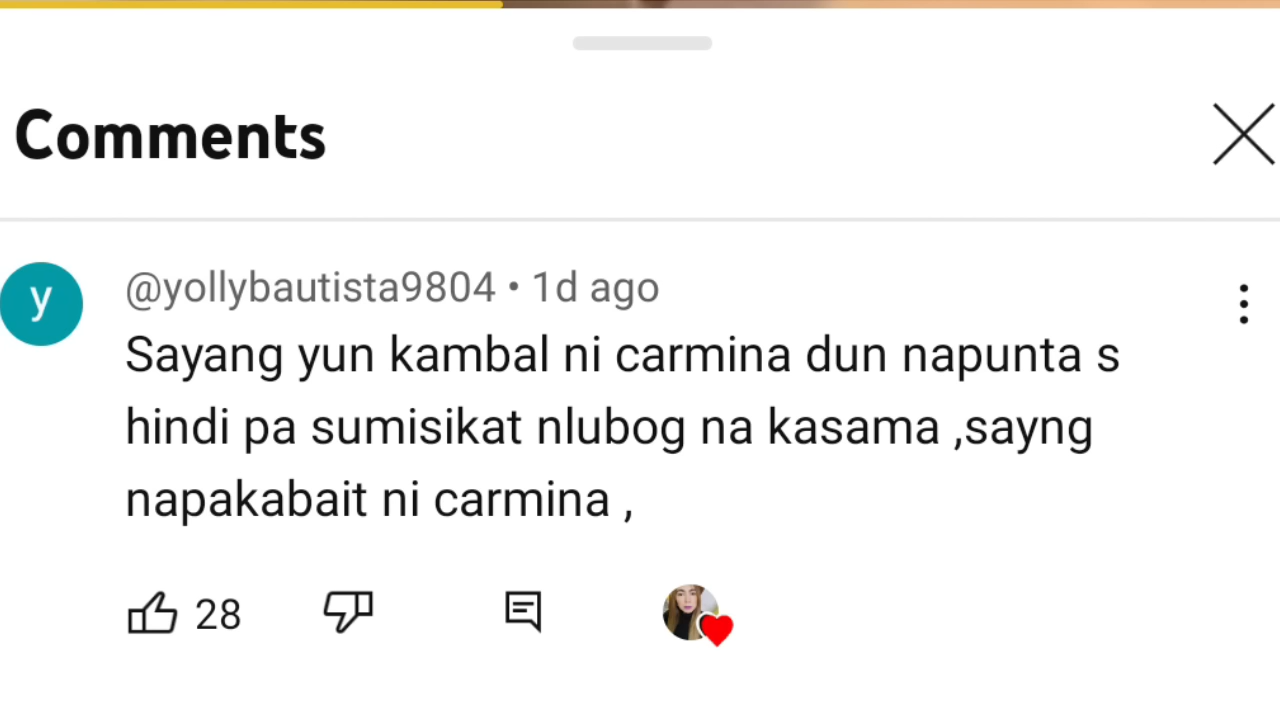 Comments
y
@yollybautista9804 • 1d ago
Sayang yun kambal ni carmina dun napunta s
hindi pa sumisikat nlubog na kasama ,sayng
napakabait ni carmina ,
28